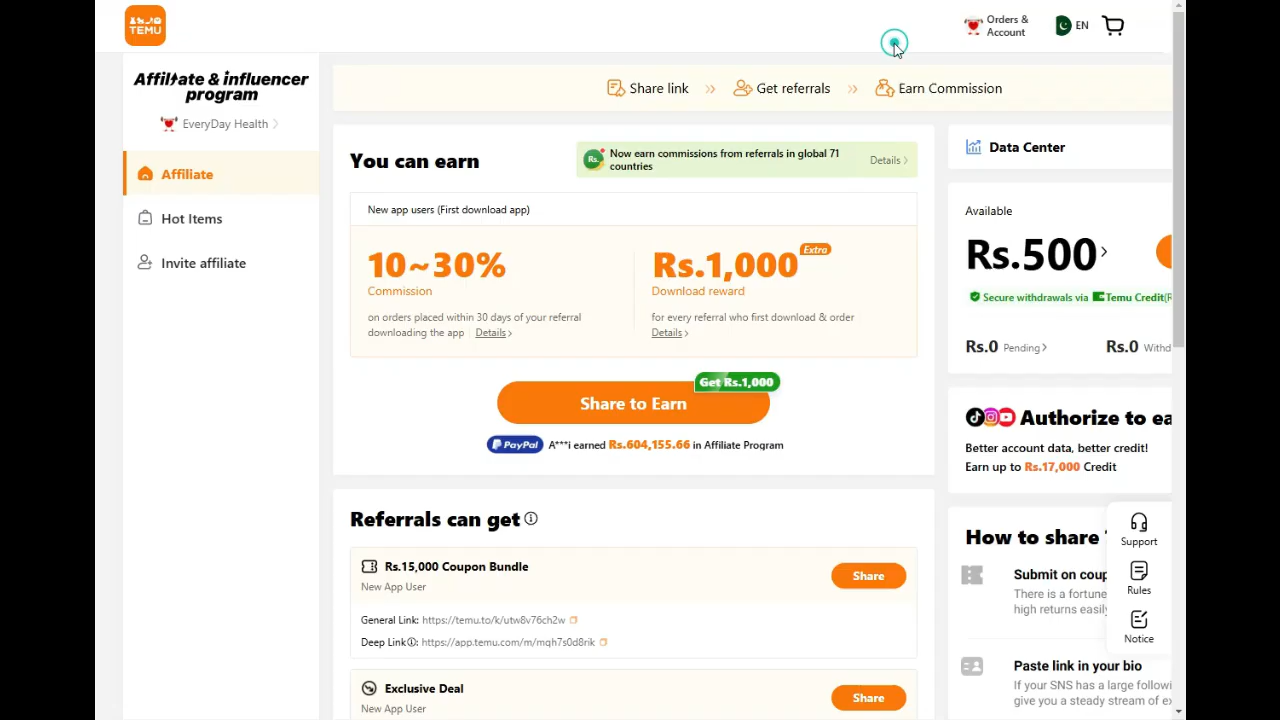 TEMU
Orders &
Account
EN
Affiliate & influencer
program
EveryDay Health
Affiliate
Hot Items
Invite affiliate
Share link
Get referrals
Earn Commission
You can earn
Rs.
Now earn commissions from referrals in global 71
countries
Details
New app users (First download app)
10~30%
Commission
on orders placed within 30 days of your referral
downloading the app
Details
Rs.1,000
Extra
Download reward
for every referral who first download & order
Details
Get Rs.1,000
Share to Earn
PayPal
A***i earned Rs.604,155.66 in Affiliate Program
Referrals can get
Rs.15,000 Coupon Bundle
New App User
Share
General Link: https://temu.to/k/utw8v76ch2w
Deep Link: https://app.temu.com/m/mqh7s0d8rik
Exclusive Deal
New App User
Share
Data Center
Available
Rs.500
Secure withdrawals via Temu Credit(R
Rs.0 Pending
Rs.0 Withd
Authorize to ea
Better account data, better credit!
Earn up to Rs.17,000 Credit
How to share
Submit on coup
There is a fortune
high returns easily
Paste link in your bio
If your SNS has a large followi
give you a steady stream of ex
Support
Rules
Notice